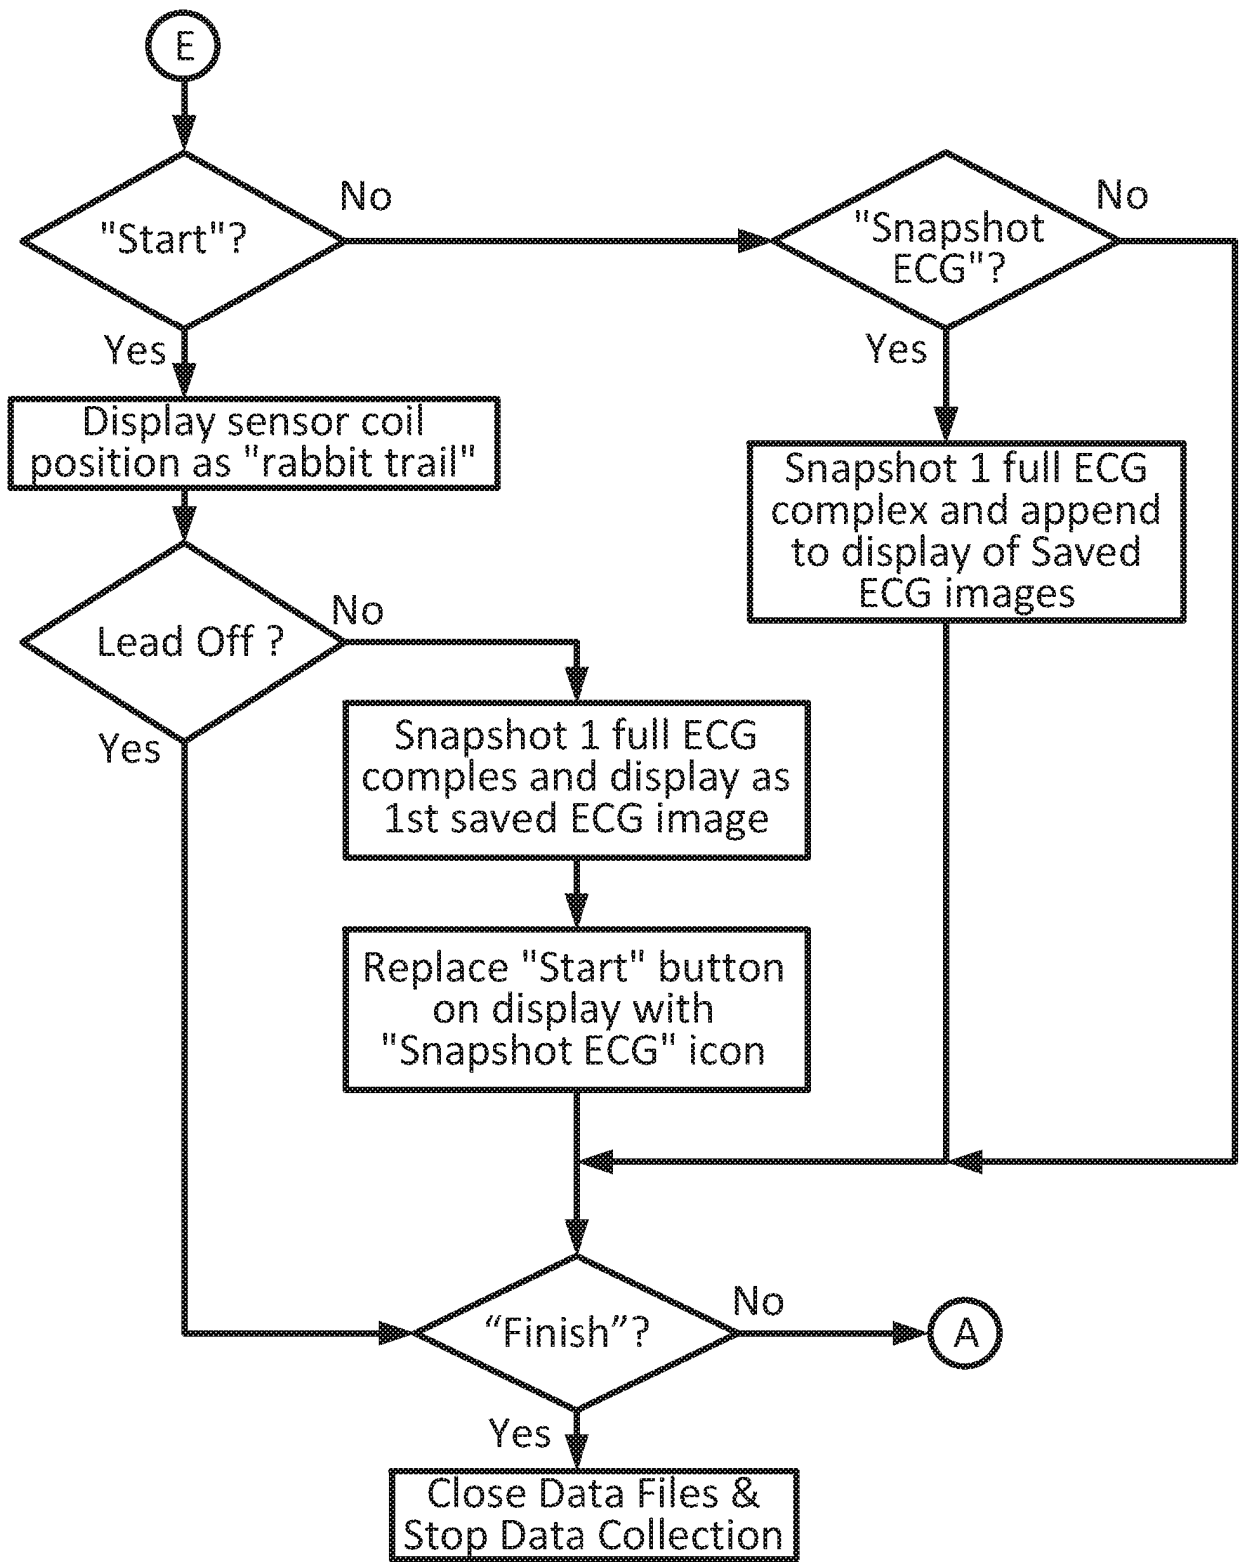 E
"Start"?
No
"Snapshot
ECG"?
No
Yes
Yes
Display sensor coil
position as "rabbit trail"
Snapshot 1 full ECG
complex and append
to display of Saved
ECG images
Lead Off ?
No
Yes
Snapshot 1 full ECG
comples and display as
1st saved ECG image
Replace "Start" button
on display with
"Snapshot ECG" icon
“Finish”?
No
A
Yes
Close Data Files &
Stop Data Collection